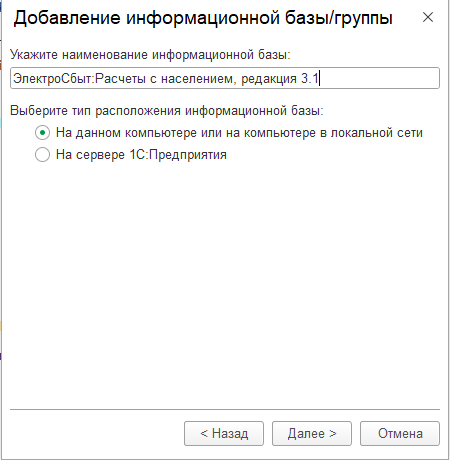 Добавление информационной базы/группы
Укажите наименование информационной базы:
ЭлектроСбыт:Расчеты с населением, редакция 3.1
Выберите тип расположения информационной базы:
На данном компьютере или на компьютере в локальной сети
На сервере 1С:Предприятия
< Назад
Далее >
Отмена